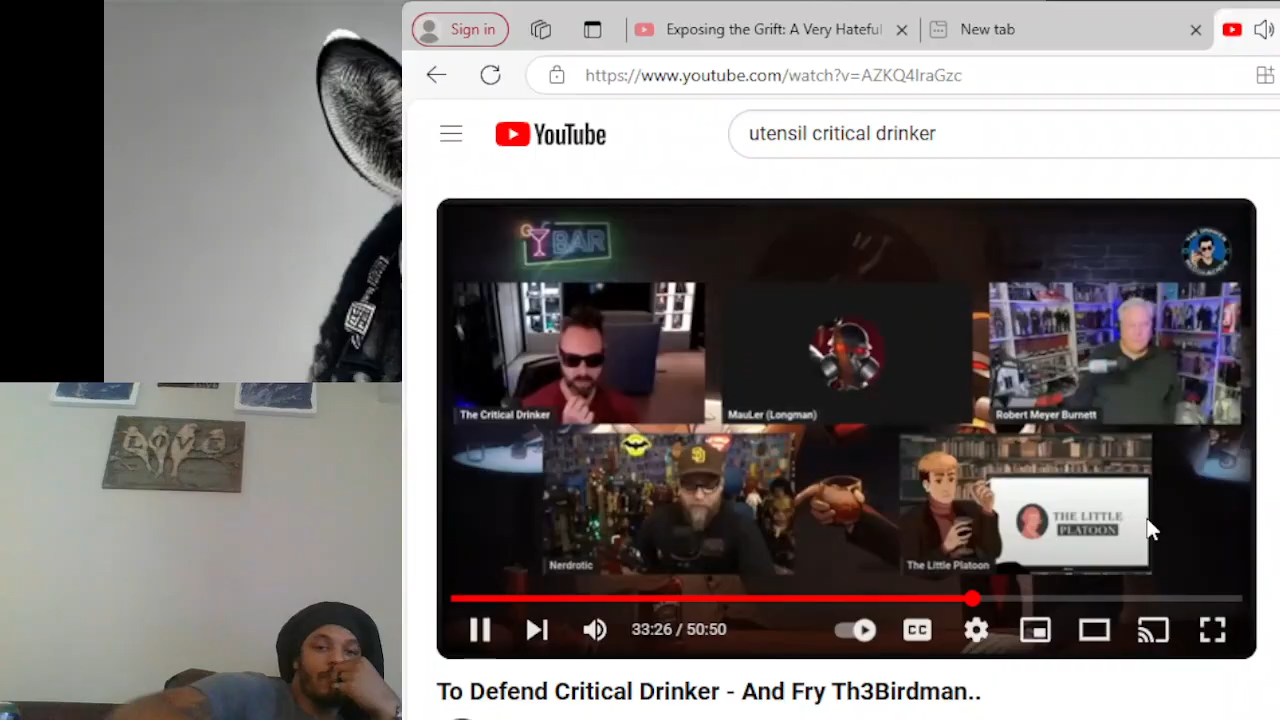 Sign in
Exposing the Grift: A Very Hateful
New tab
https://www.youtube.com/watch?v=AZKQ4IraGzc
YouTube
utensil critical drinker
BAR
The Critical Drinker
MauLer (Longman)
Robert Meyer Burnett
Nerdrotic
THE LITTLE
PLATOON
The Little Platoon
33:26 / 50:50
CC
To Defend Critical Drinker - And Fry Th3Birdman..
LOVE